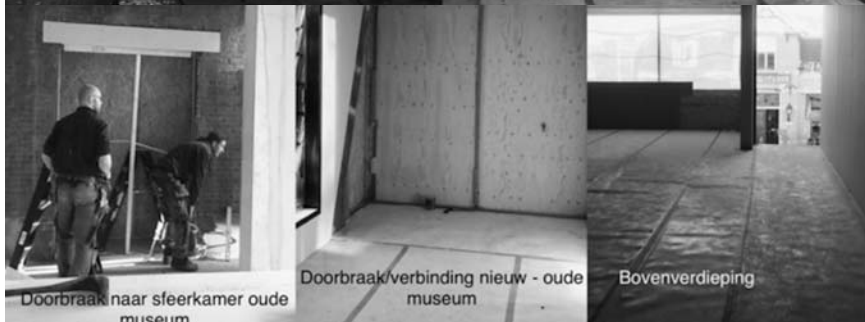 Doorbraak naar sfeerkamer oude
museum
Doorbraak/verbinding nieuw - oude
museum
Bovenverdieping